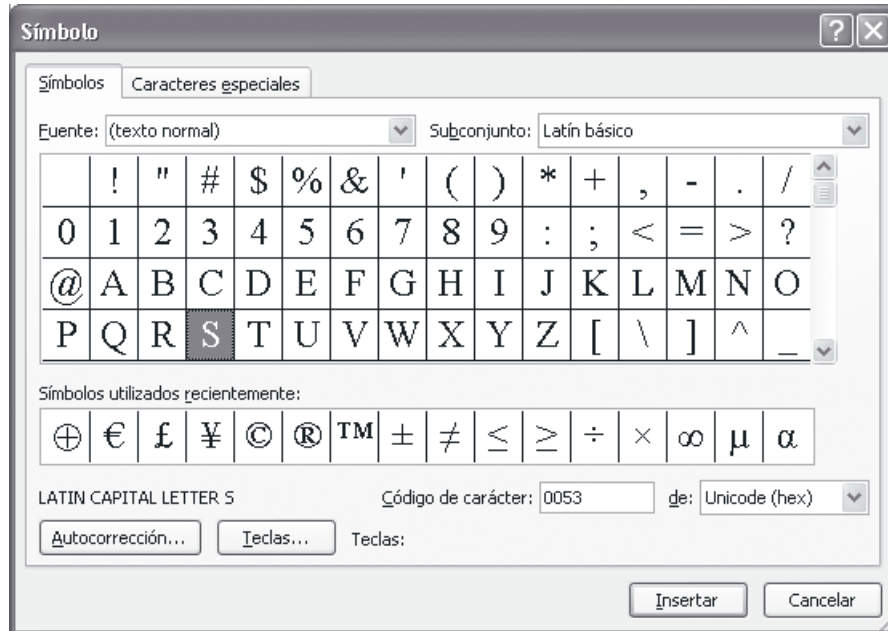 Símbolo
Símbolos Caracteres especiales
Fuente: (texto normal) Subconjunto: Latín básico
! " # $ % & ' ( ) * + , - . /
0 1 2 3 4 5 6 7 8 9 : ; < = > ?
@ A B C D E F G H I J K L M N O
P Q R S T U V W X Y Z [ \ ] ^ _
Símbolos utilizados recientemente:
⊕ € £ ¥ © ® ™ ± ≠ ≤ ≥ ÷ × ∞ µ α
LATIN CAPITAL LETTER S Código de carácter: 0053 de: Unicode (hex)
Autocorrección... Teclas... Teclas:
Insertar Cancelar